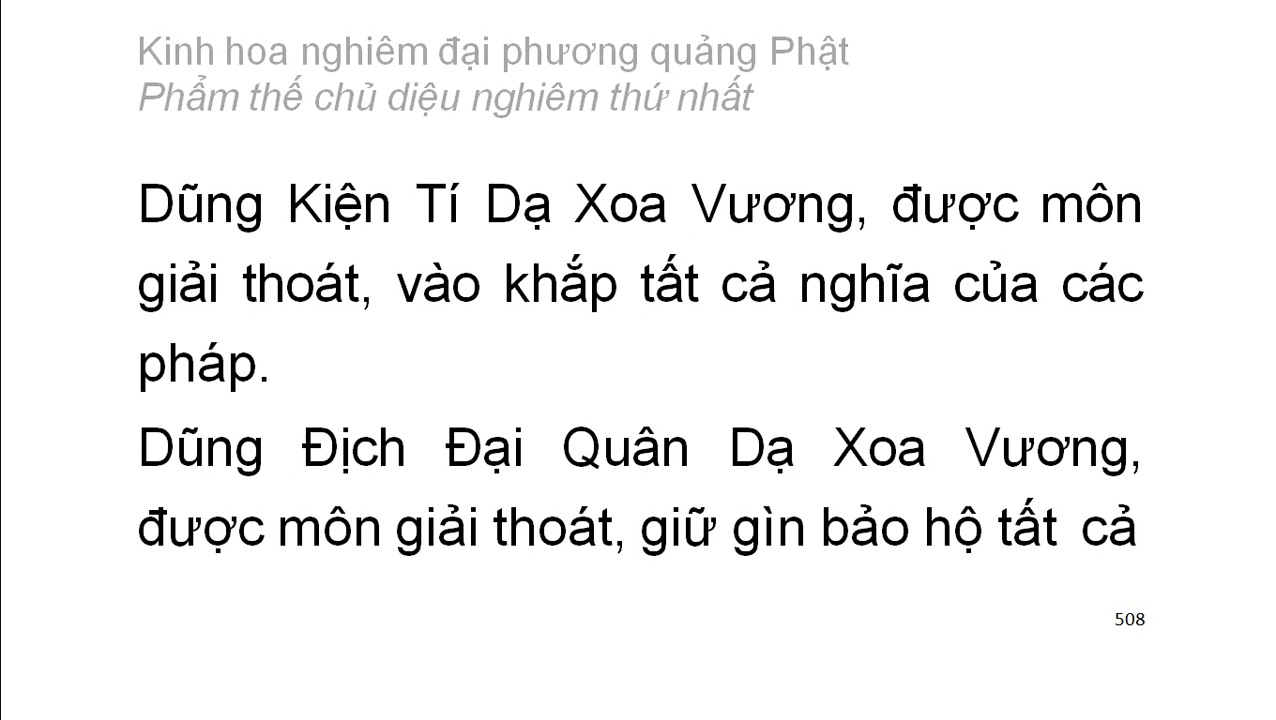 Kinh hoa nghiêm đại phương quảng Phật
Phẩm thế chủ diệu nghiêm thứ nhất
Dũng Kiện Tí Dạ Xoa Vương, được môn
giải thoát, vào khắp tất cả nghĩa của các
pháp.
Dũng Địch Đại Quân Dạ Xoa Vương,
được môn giải thoát, giữ gìn bảo hộ tất cả
508